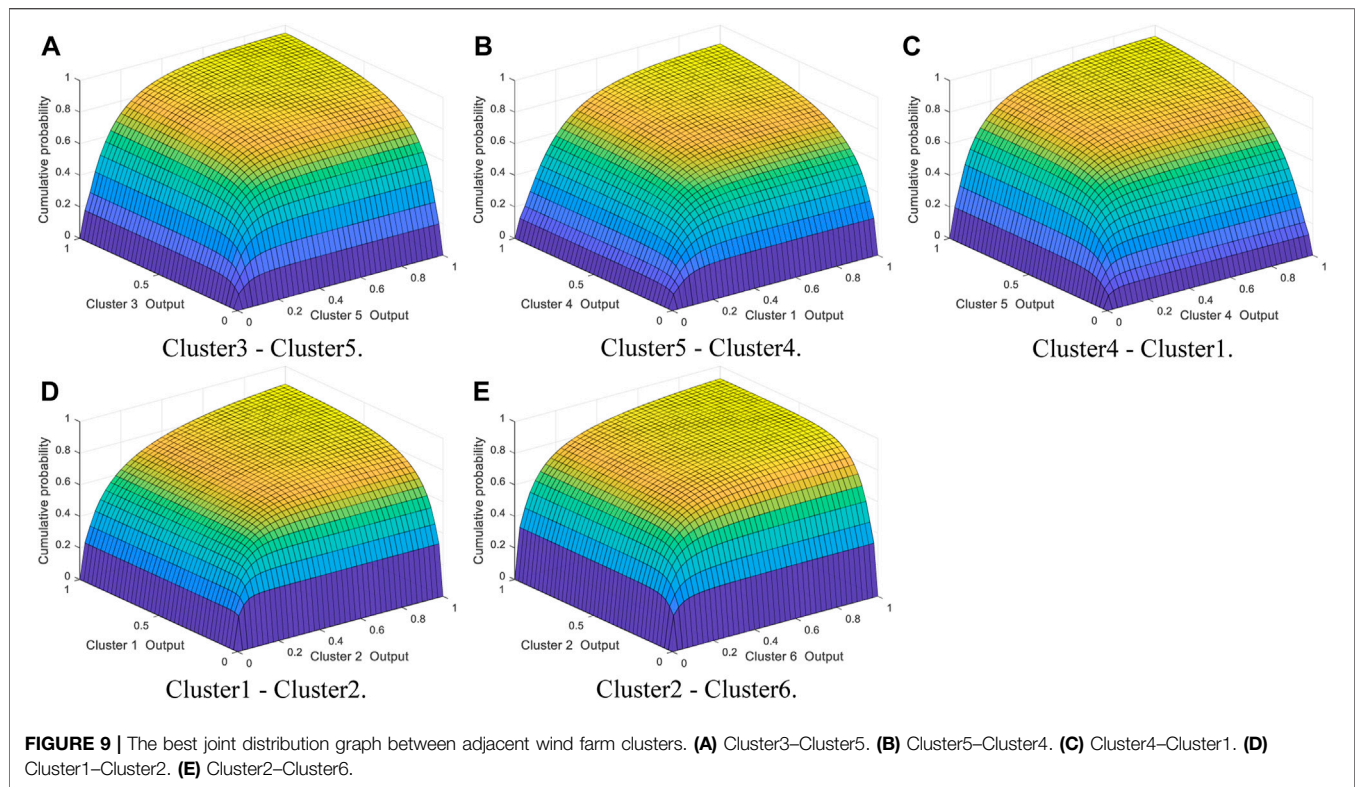 A
Cumulative probability
1
0.8
0.6
0.4
0.2
0
1
0.5
0
Cluster 3 Output
0
0.2
0.4
0.6
0.8
1
Cluster 5 Output
Cluster3 - Cluster5.
B
Cumulative probability
1
0.8
0.6
0.4
0.2
0
1
0.5
0
Cluster 4 Output
0
0.2
0.4
0.6
0.8
1
Cluster 1 Output
Cluster5 - Cluster4.
C
Cumulative probability
1
0.8
0.6
0.4
0.2
0
1
0.5
0
Cluster 5 Output
0
0.2
0.4
0.6
0.8
1
Cluster 4 Output
Cluster4 - Cluster1.
D
Cumulative probability
1
0.8
0.6
0.4
0.2
0
1
0.5
0
Cluster 1 Output
0
0.2
0.4
0.6
0.8
1
Cluster 2 Output
Cluster1 - Cluster2.
E
Cumulative probability
1
0.8
0.6
0.4
0.2
0
1
0.5
0
Cluster 2 Output
0
0.2
0.4
0.6
0.8
1
Cluster 6 Output
Cluster2 - Cluster6.
FIGURE 9 | The best joint distribution graph between adjacent wind farm clusters. (A) Cluster3–Cluster5. (B) Cluster5–Cluster4. (C) Cluster4–Cluster1. (D)
Cluster1–Cluster2. (E) Cluster2–Cluster6.